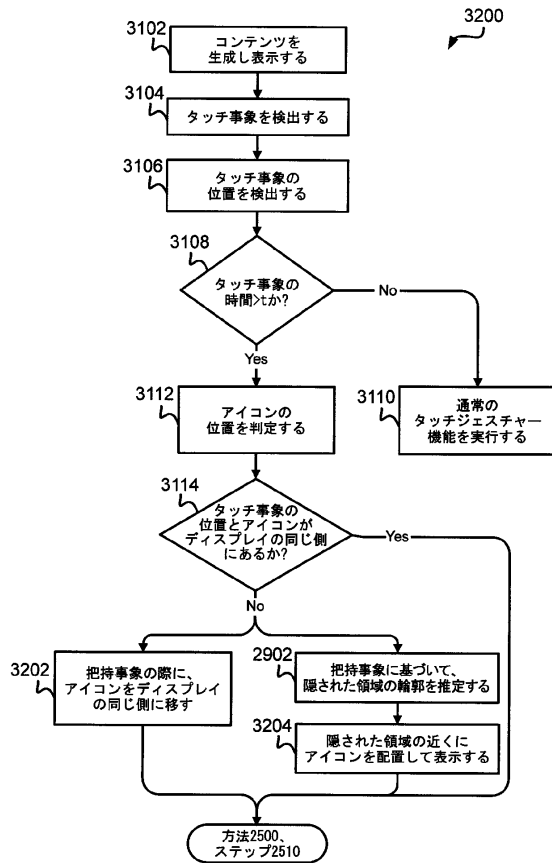 3200
3102
コンテンツを
生成し表示する
3104
タッチ事象を検出する
3106
タッチ事象の
位置を検出する
3108
タッチ事象の
時間>tか?
No
Yes
3112
アイコンの
位置を判定する
3110
通常の
タッチジェスチャー
機能を実行する
3114
タッチ事象の
位置とアイコンが
ディスプレイの同じ側
にあるか?
Yes
No
3202
把持事象の際に、
アイコンをディスプレイ
の同じ側に移す
2902
把持事象に基づいて、
隠された領域の輪郭を推定する
3204
隠された領域の近くに
アイコンを配置して表示する
方法2500、
ステップ2510